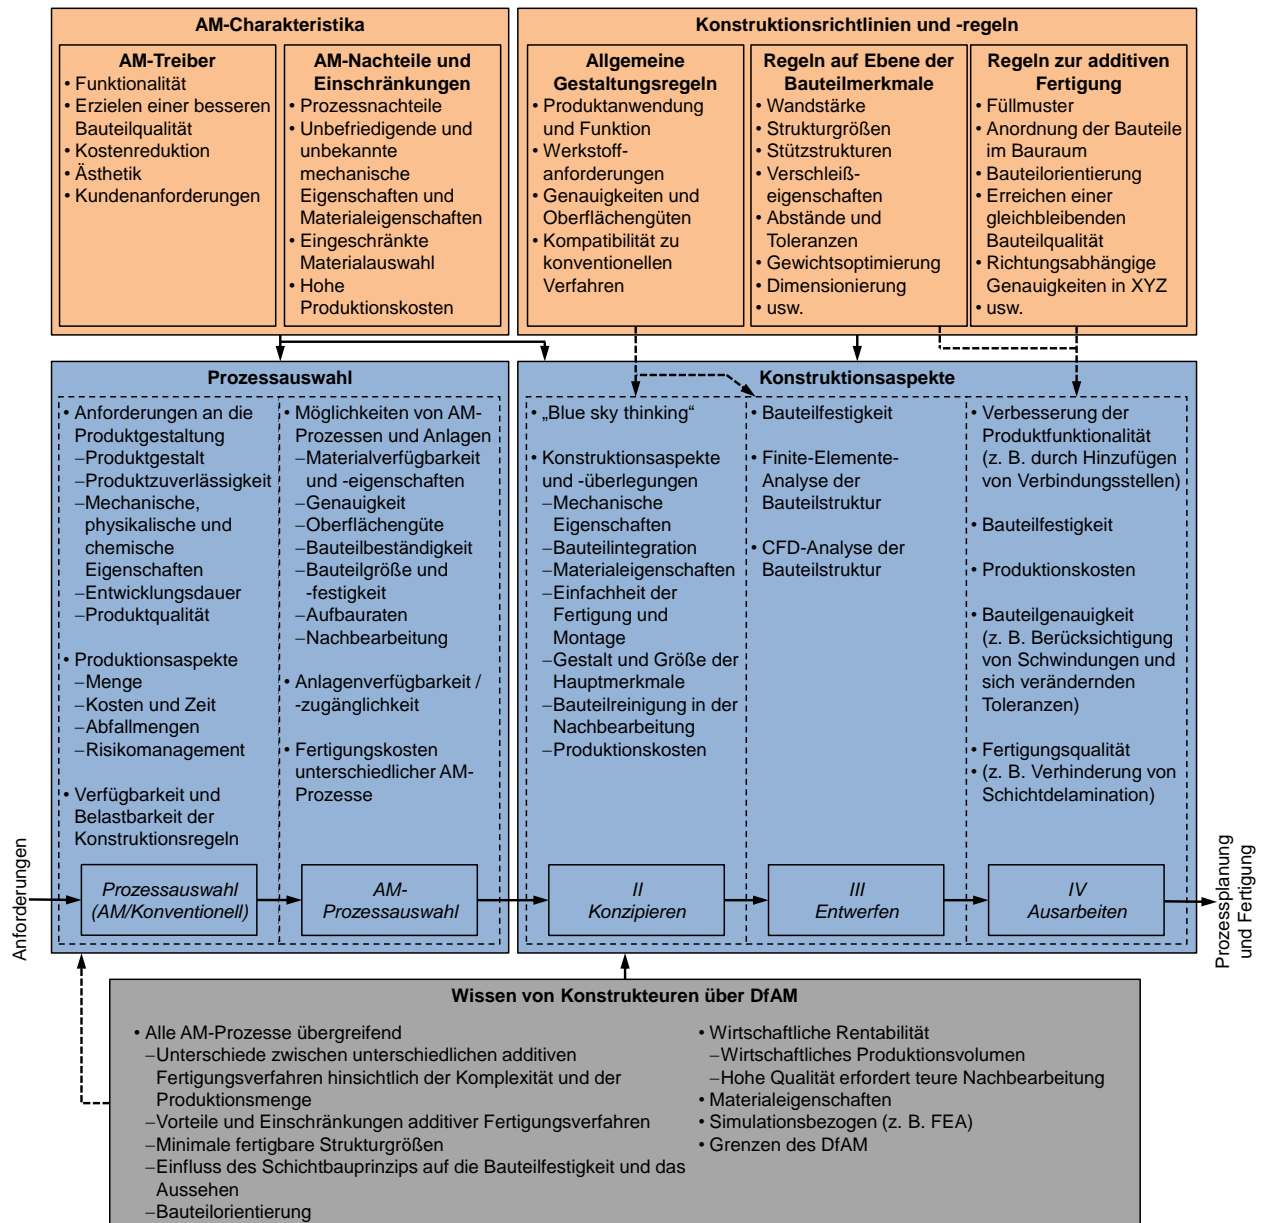 AM-Charakteristika
AM-Treiber
• Funktionalität
• Erzielen einer besseren
Bauteilqualität
• Kostenreduktion
• Ästhetik
• Kundenanforderungen
AM-Nachteile und
Einschränkungen
• Prozessnachteile
• Unbefriedigende und
unbekannte
mechanische
Eigenschaften und
Materialeigenschaften
• Eingeschränkte
Materialauswahl
• Hohe
Produktionskosten
Konstruktionsrichtlinien und -regeln
Allgemeine
Gestaltungsregeln
• Produktanwendung
und Funktion
• Werkstoff-
anforderungen
• Genauigkeiten und
Oberflächengüten
• Kompatibilität zu
konventionellen
Verfahren
Regeln auf Ebene der
Bauteilmerkmale
• Wandstärke
• Strukturgrößen
• Stützstrukturen
• Verschleiß-
eigenschaften
• Abstände und
Toleranzen
• Gewichtsoptimierung
• Dimensionierung
• usw.
Regeln zur additiven
Fertigung
• Füllmuster
• Anordnung der Bauteile
im Bauraum
• Bauteilorientierung
• Erreichen einer
gleichbleibenden
Bauteilqualität
• Richtungsabhängige
Genauigkeiten in XYZ
• usw.
Prozessauswahl
• Anforderungen an die
Produktgestaltung
–Produktgestalt
–Produktzuverlässigkeit
–Mechanische,
physikalische und
chemische
Eigenschaften
–Entwicklungsdauer
–Produktqualität
• Produktionsaspekte
–Menge
–Kosten und Zeit
–Abfallmengen
–Risikomanagement
• Verfügbarkeit und
Belastbarkeit der
Konstruktionsregeln
• Möglichkeiten von AM-
Prozessen und Anlagen
–Materialverfügbarkeit
und -eigenschaften
–Genauigkeit
–Oberflächengüte
–Bauteilbeständigkeit
–Bauteilgröße und
-festigkeit
–Aufbauraten
–Nachbearbeitung
• Anlagenverfügbarkeit /
-zugänglichkeit
• Fertigungskosten
unterschiedlicher AM-
Prozesse
Konstruktionsaspekte
• „Blue sky thinking“
• Konstruktionsaspekte
und -überlegungen
–Mechanische
Eigenschaften
–Bauteilintegration
–Materialeigenschaften
–Einfachheit der
Fertigung und
Montage
–Gestalt und Größe der
Hauptmerkmale
–Bauteilreinigung in der
Nachbearbeitung
–Produktionskosten
• Bauteilfestigkeit
• Finite-Elemente-
Analyse der
Bauteilstruktur
• CFD-Analyse der
Bauteilstruktur
• Verbesserung der
Produktfunktionalität
(z. B. durch Hinzufügen
von Verbindungsstellen)
• Bauteilfestigkeit
• Produktionskosten
• Bauteilgenauigkeit
(z. B. Berücksichtigung
von Schwindungen und
sich verändernden
Toleranzen)
• Fertigungsqualität
• (z. B. Verhinderung von
Schichtdelamination)
Anforderungen
Prozessauswahl
(AM/Konventionell)
AM-
Prozessauswahl
II
Konzipieren
III
Entwerfen
IV
Ausarbeiten
Prozessplanung
und Fertigung
Wissen von Konstrukteuren über DfAM
• Alle AM-Prozesse übergreifend
–Unterschiede zwischen unterschiedlichen additiven
Fertigungsverfahren hinsichtlich der Komplexität und der
Produktionsmenge
–Vorteile und Einschränkungen additiver Fertigungsverfahren
–Minimale fertigbare Strukturgrößen
–Einfluss des Schichtbauprinzips auf die Bauteilfestigkeit und das
Aussehen
–Bauteilorientierung
• Wirtschaftliche Rentabilität
–Wirtschaftliches Produktionsvolumen
–Hohe Qualität erfordert teure Nachbearbeitung
• Materialeigenschaften
• Simulationsbezogen (z. B. FEA)
• Grenzen des DfAM